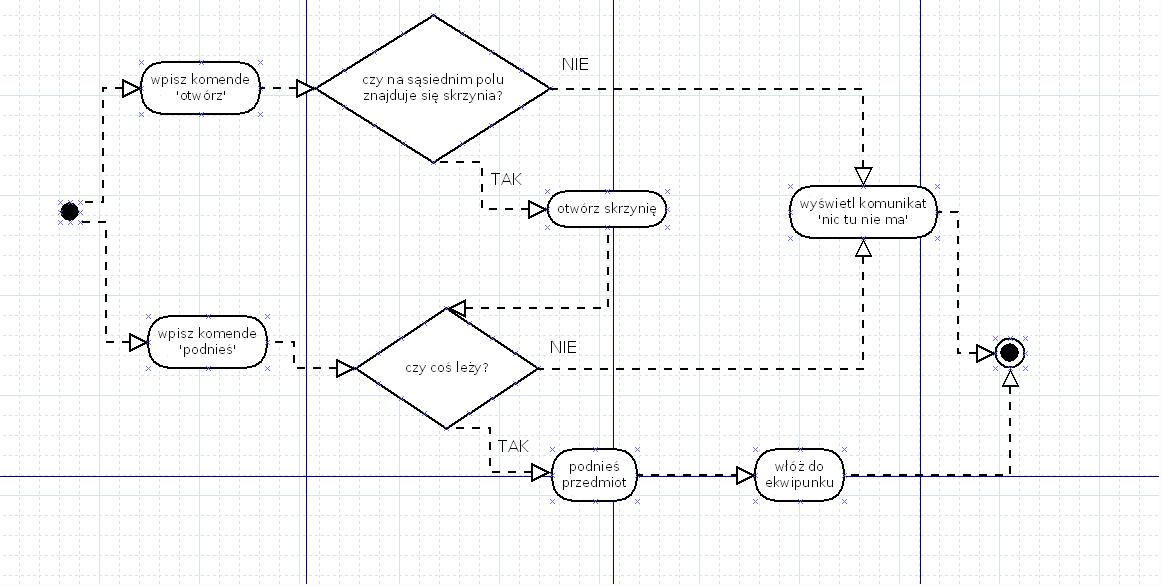 wpisz komende
'otwórz'
czy na sąsiednim polu
znajduje się skrzynia?
NIE
TAK
otwórz skrzynię
wyświetl komunikat
'nic tu nie ma'
wpisz komende
'podnieś'
czy coś leży?
NIE
TAK
podnieś
przedmiot
włóż do
ekwipunku